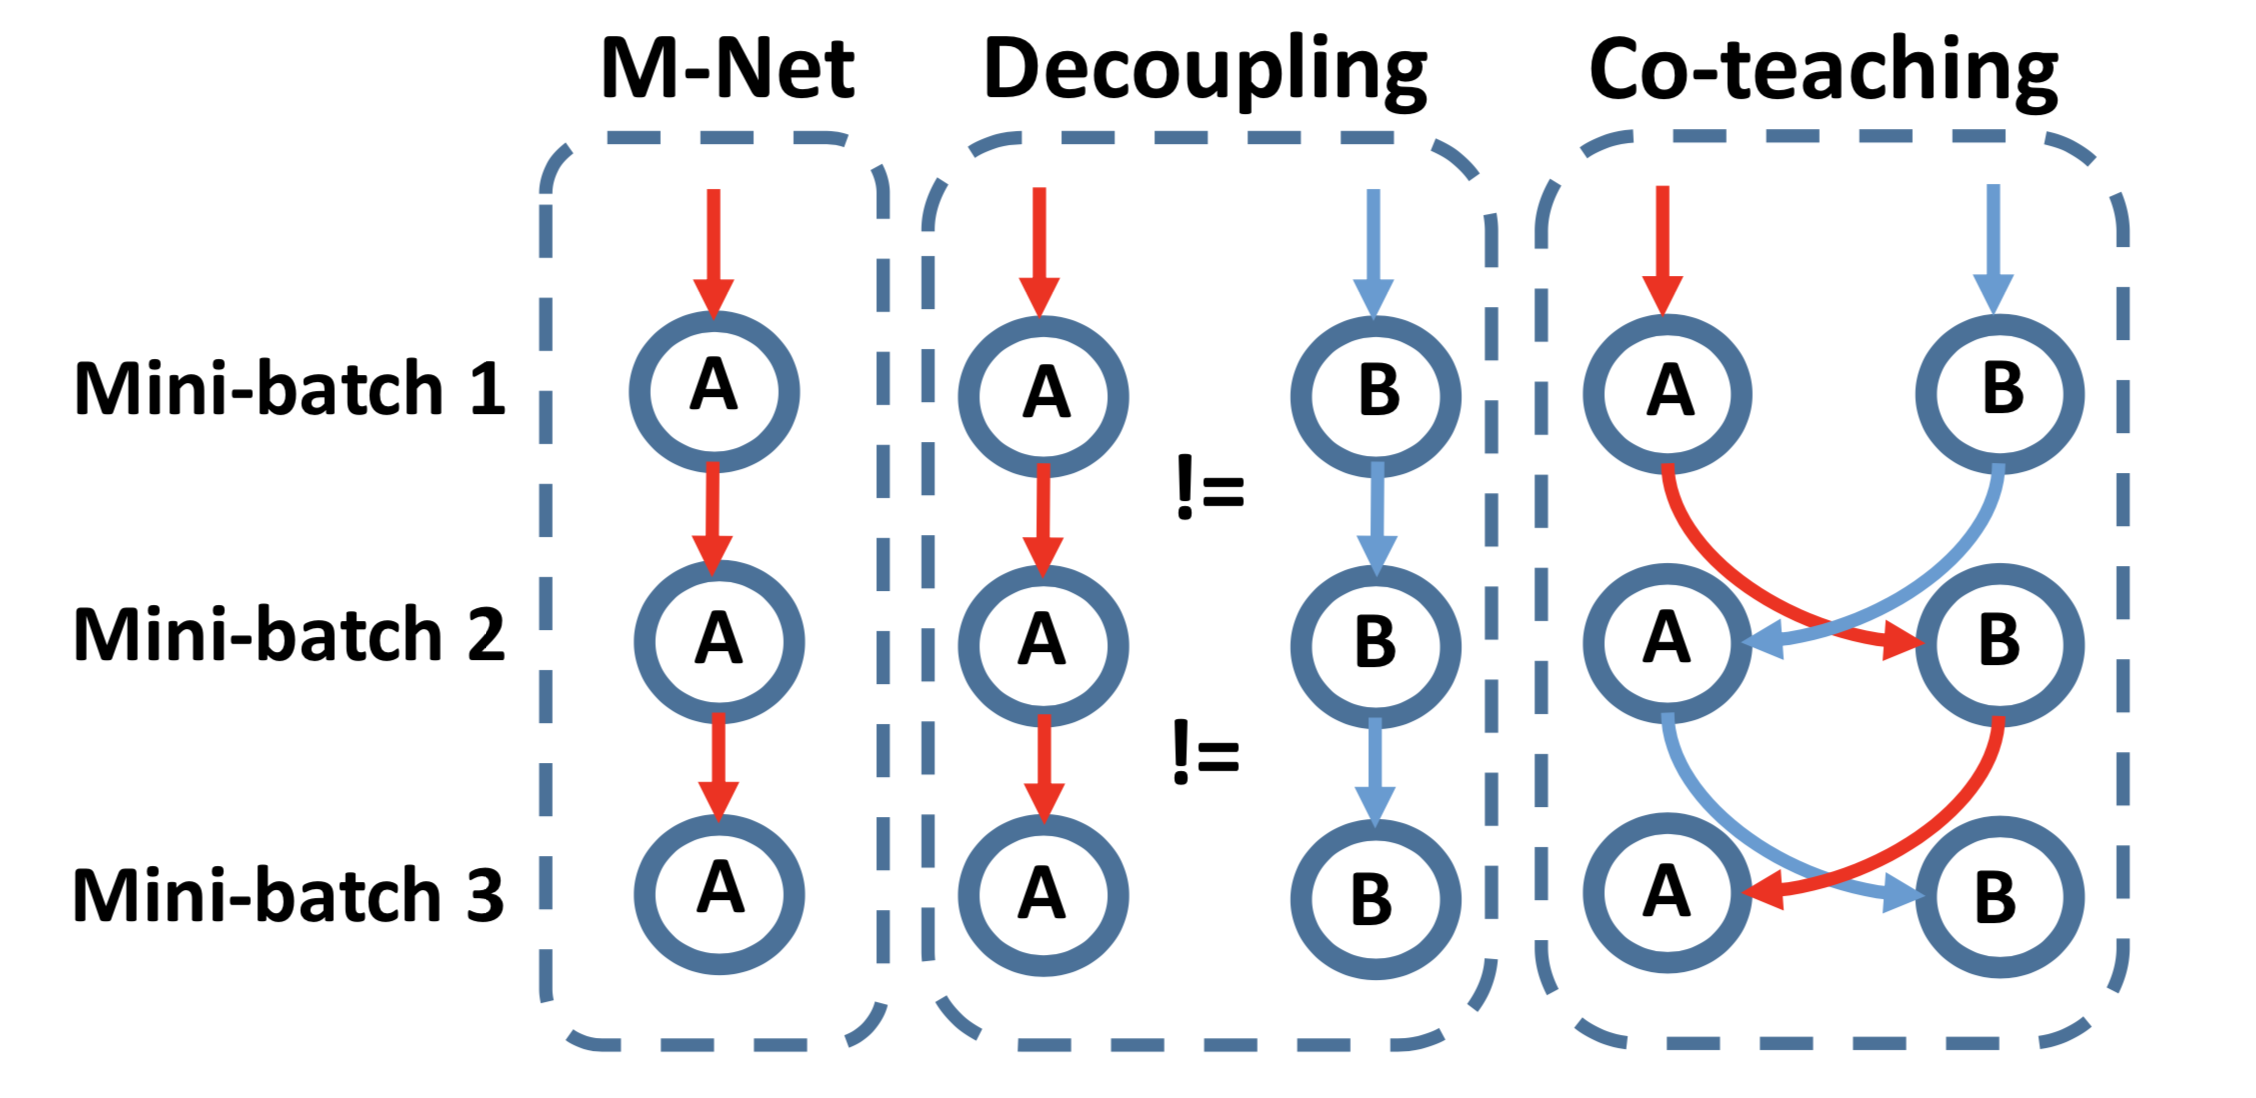 M-Net Decoupling Co-teaching
Mini-batch 1 A A B A B
!=
Mini-batch 2 A A B A B
!=
Mini-batch 3 A A B A B